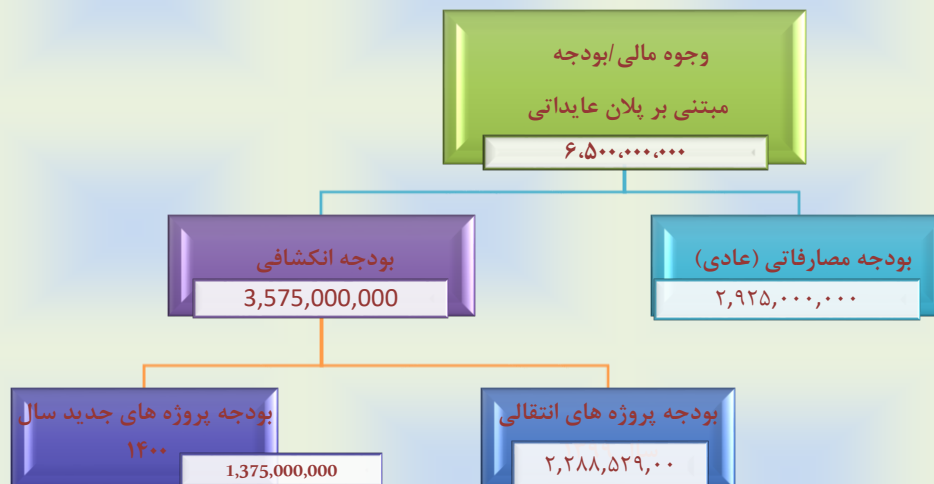 وجوه مالی/بودجه
مبتنی بر پلان عایداتی
۶،۵۰۰،۰۰۰،۰۰۰
بودجه مصارفاتی (عادی)
۲,۹۲۵,۰۰۰,۰۰۰
بودجه انکشافی
3,575,000,000
بودجه پروژه های انتقالی
۲,۲۸۸,۵۲۹,۰۰
بودجه پروژه های جدید سال
۱۴۰۰
1,375,000,000